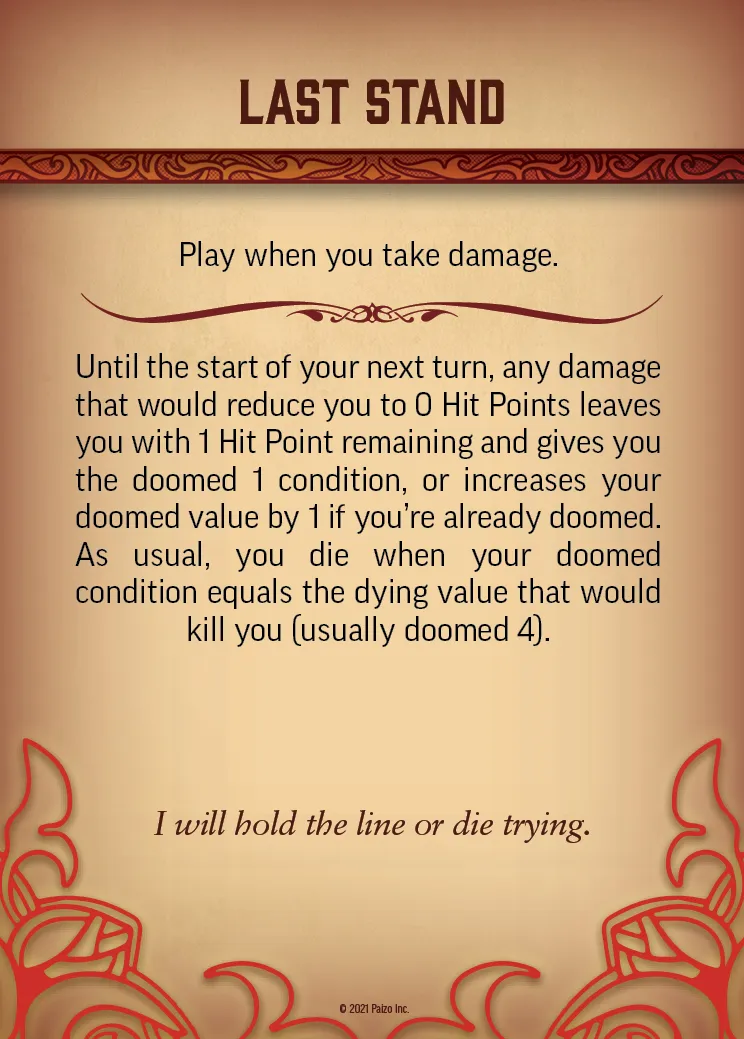 LAST STAND
Play when you take damage.
Until the start of your next turn, any damage
that would reduce you to 0 Hit Points leaves
you with 1 Hit Point remaining and gives you
the doomed 1 condition, or increases your
doomed value by 1 if you’re already doomed.
As usual, you die when your doomed
condition equals the dying value that would
kill you (usually doomed 4).
I will hold the line or die trying.
© 2021 Paizo Inc.